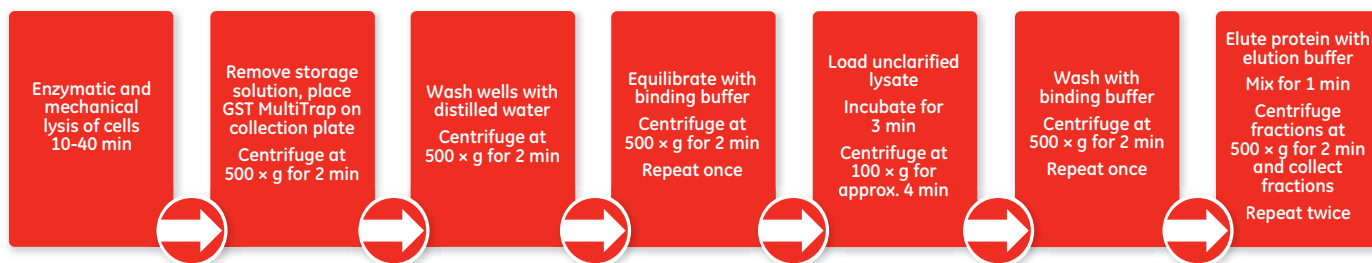 Enzymatic and
mechanical
lysis of cells
10-40 min
Remove storage
solution, place
GST MultiTrap on
collection plate
Centrifuge at
500 × g for 2 min
Wash wells with
distilled water
Centrifuge at
500 × g for 2 min
Equilibrate with
binding buffer
Centrifuge at
500 × g for 2 min
Repeat once
Load unclarified
lysate
Incubate for
3 min
Centrifuge at
100 × g for
approx. 4 min
Wash with
binding buffer
Centrifuge at
500 × g for 2 min
Repeat once
Elute protein with
elution buffer
Mix for 1 min
Centrifuge
fractions at
500 × g for 2 min
and collect
fractions
Repeat twice